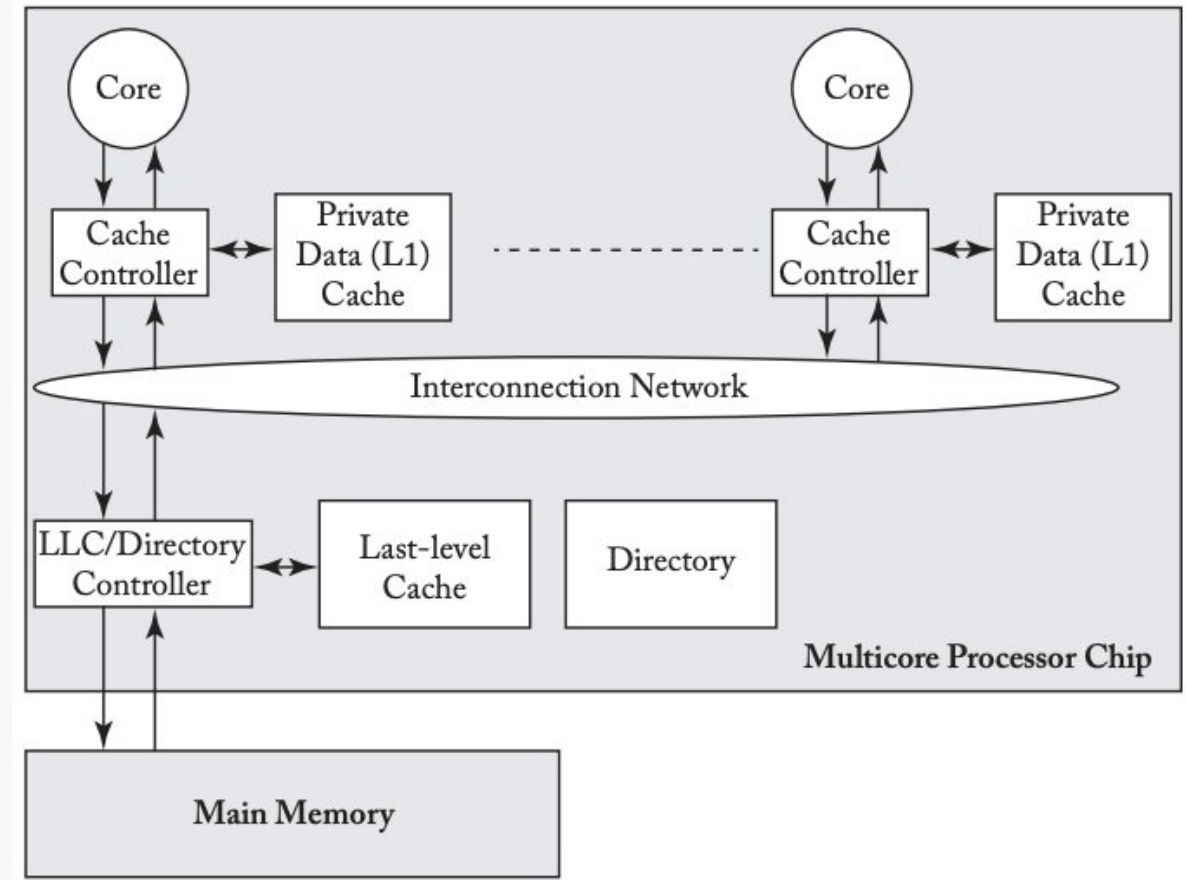 Core
Core
Cache
Controller
Private
Data (L1)
Cache
Cache
Controller
Private
Data (L1)
Cache
Interconnection Network
LLC/Directory
Controller
Last-level
Cache
Directory
Multicore Processor Chip
Main Memory